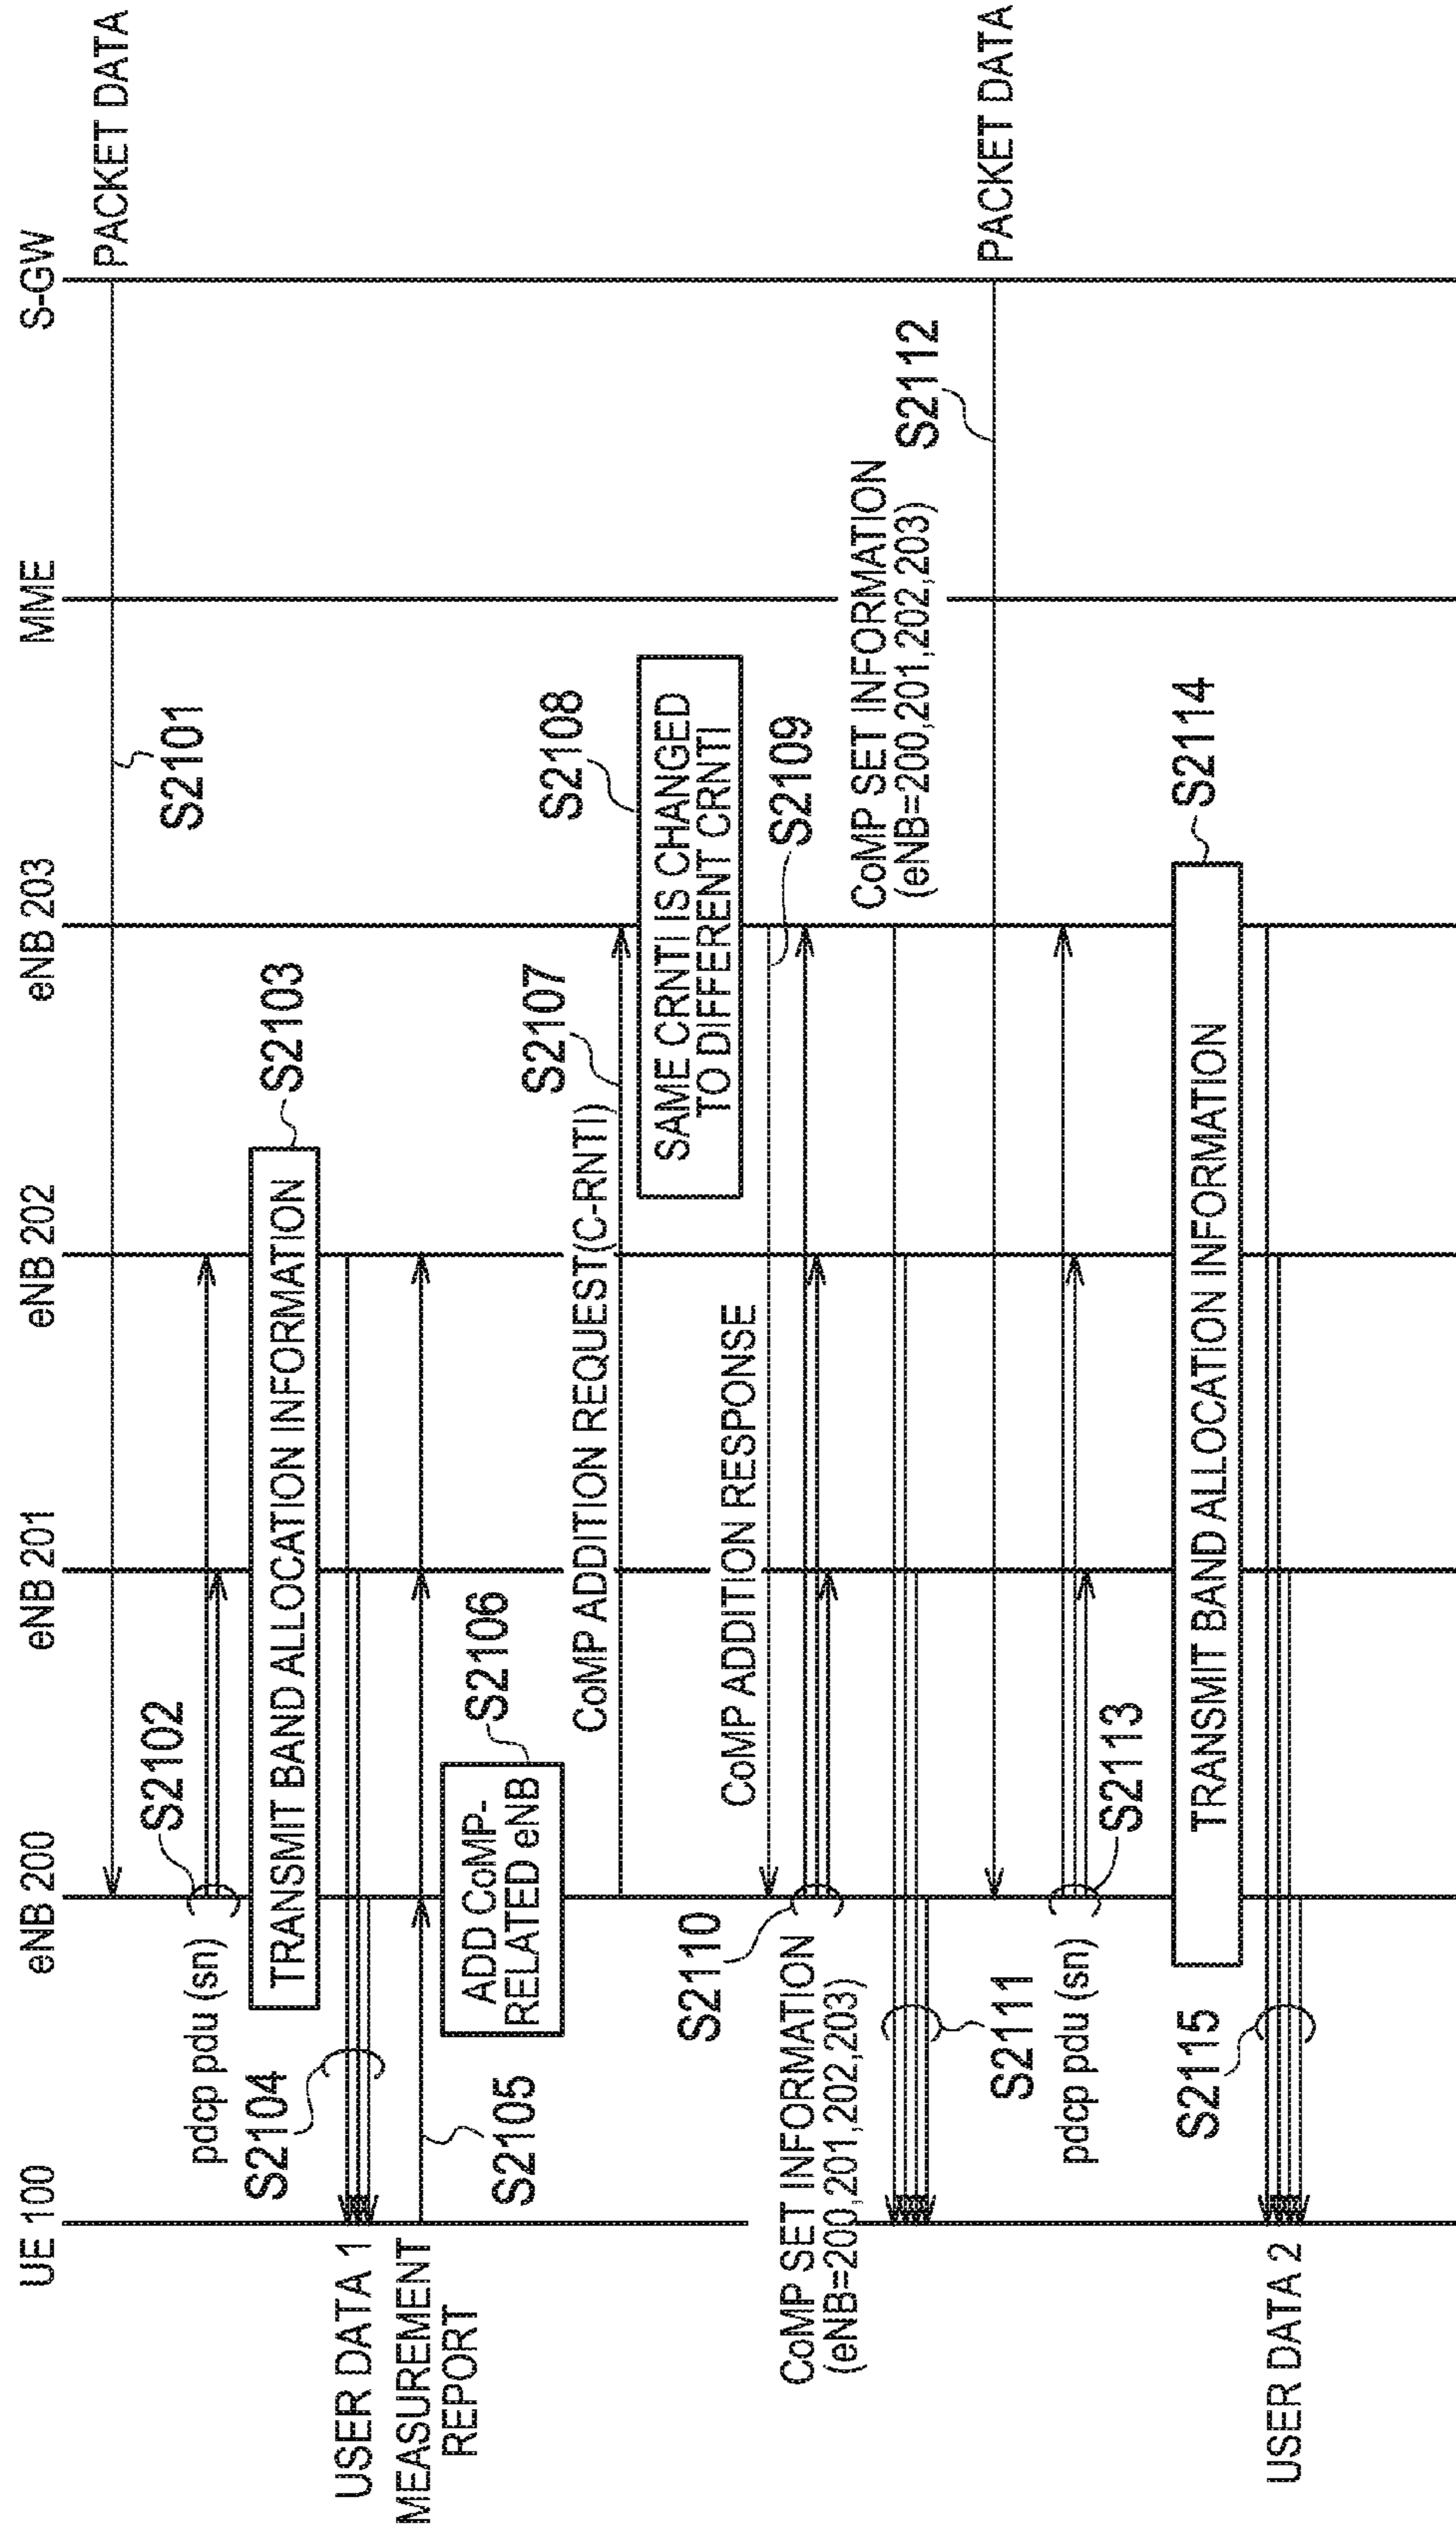 UE 100
eNB 200
eNB 201
eNB 202
eNB 203
MME
S-GW
PACKET DATA
S2101
S2102
pdcp pdu (sn)
TRANSMIT BAND ALLOCATION INFORMATION
S2103
S2104
USER DATA 1
MEASUREMENT
REPORT
S2105
ADD CoMP-
RELATED eNB
S2106
CoMP ADDITION REQUEST(C-RNTI)
S2107
SAME CRNTI IS CHANGED
TO DIFFERENT CRNTI
S2108
CoMP ADDITION RESPONSE
S2109
S2110
CoMP SET INFORMATION
(eNB=200,201,202,203)
CoMP SET INFORMATION
(eNB=200,201,202,203)
S2111
S2112
PACKET DATA
pdcp pdu (sn)
S2113
TRANSMIT BAND ALLOCATION INFORMATION
S2114
S2115
USER DATA 2